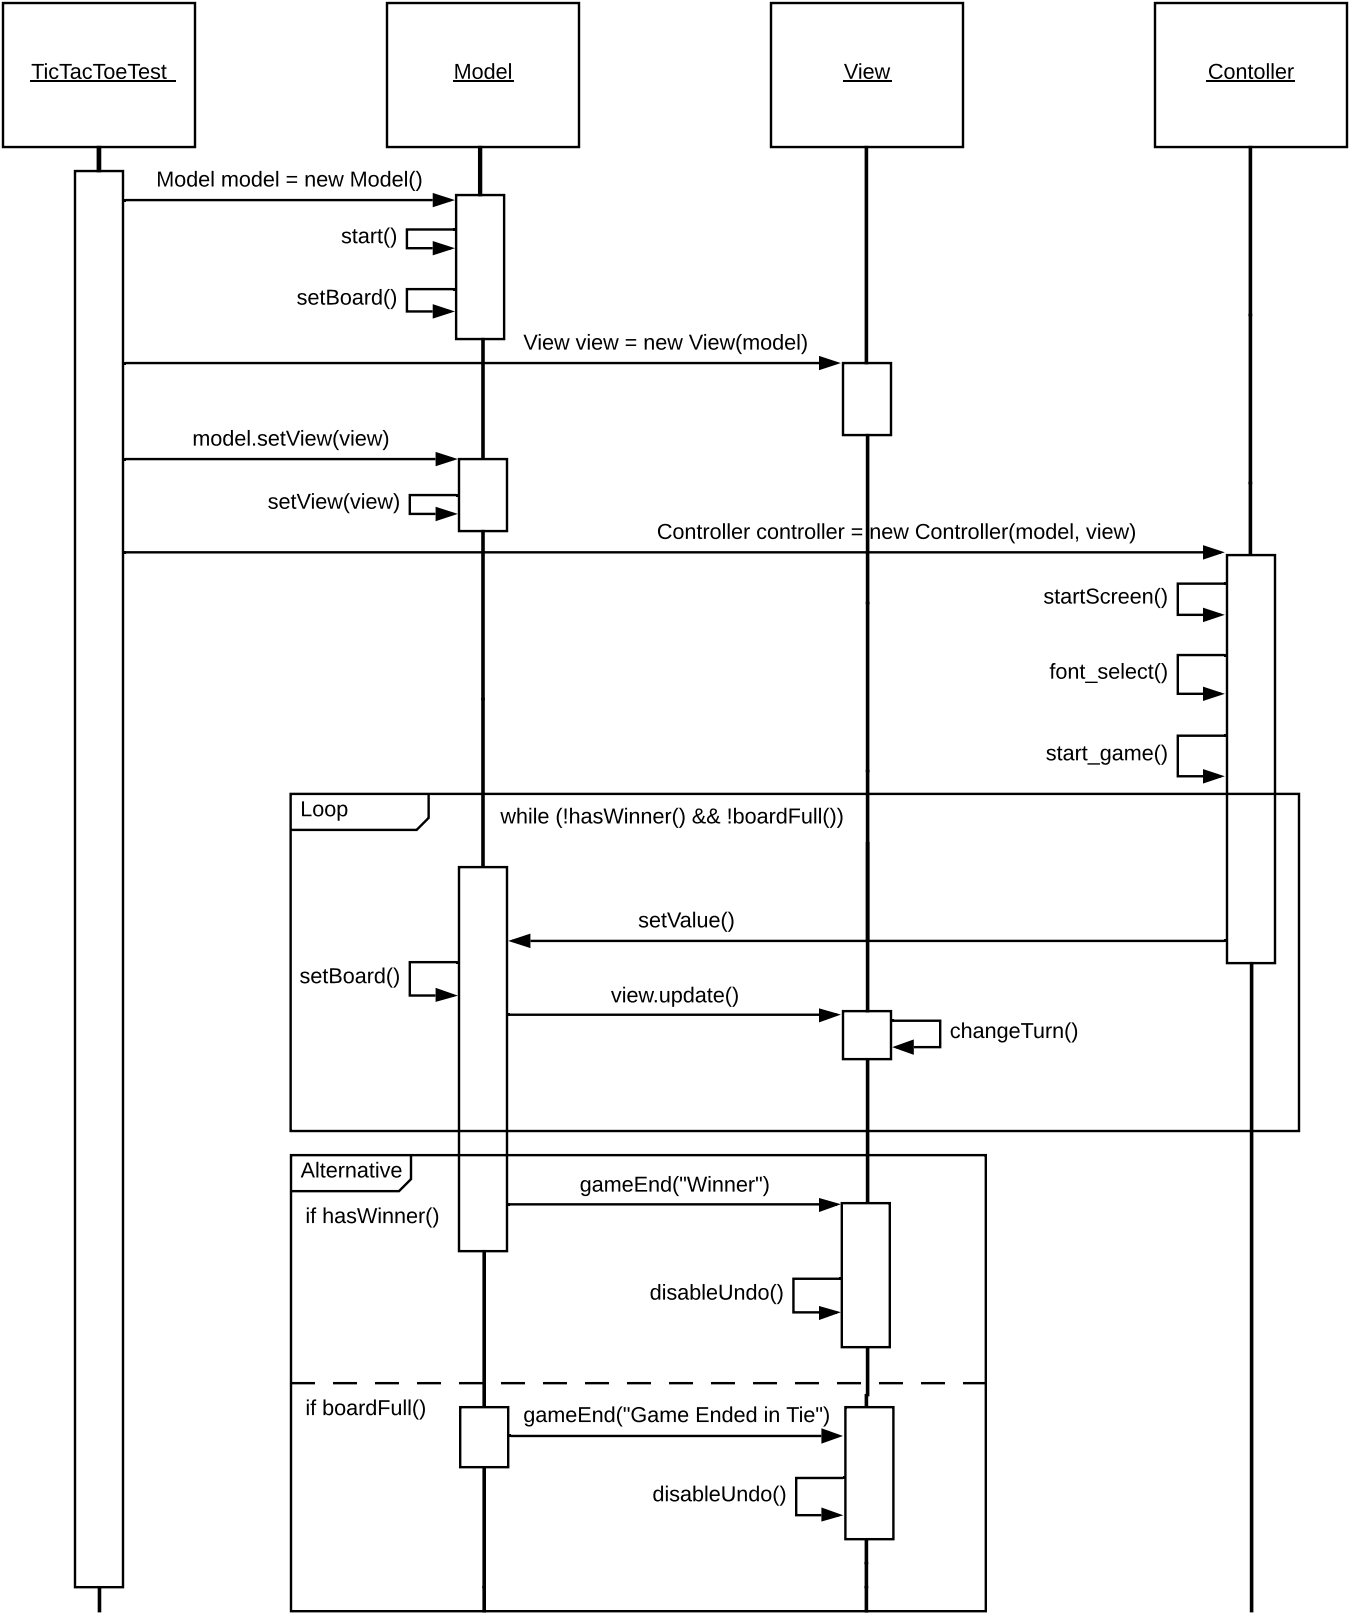 TicTacToeTest
Model
View
Contoller
Model model = new Model()
start()
setBoard()
View view = new View(model)
model.setView(view)
setView(view)
Controller controller = new Controller(model, view)
startScreen()
font_select()
start_game()
Loop
while (!hasWinner() && !boardFull())
setValue()
setBoard()
view.update()
changeTurn()
Alternative
gameEnd("Winner")
if hasWinner()
disableUndo()
if boardFull()
gameEnd("Game Ended in Tie")
disableUndo()